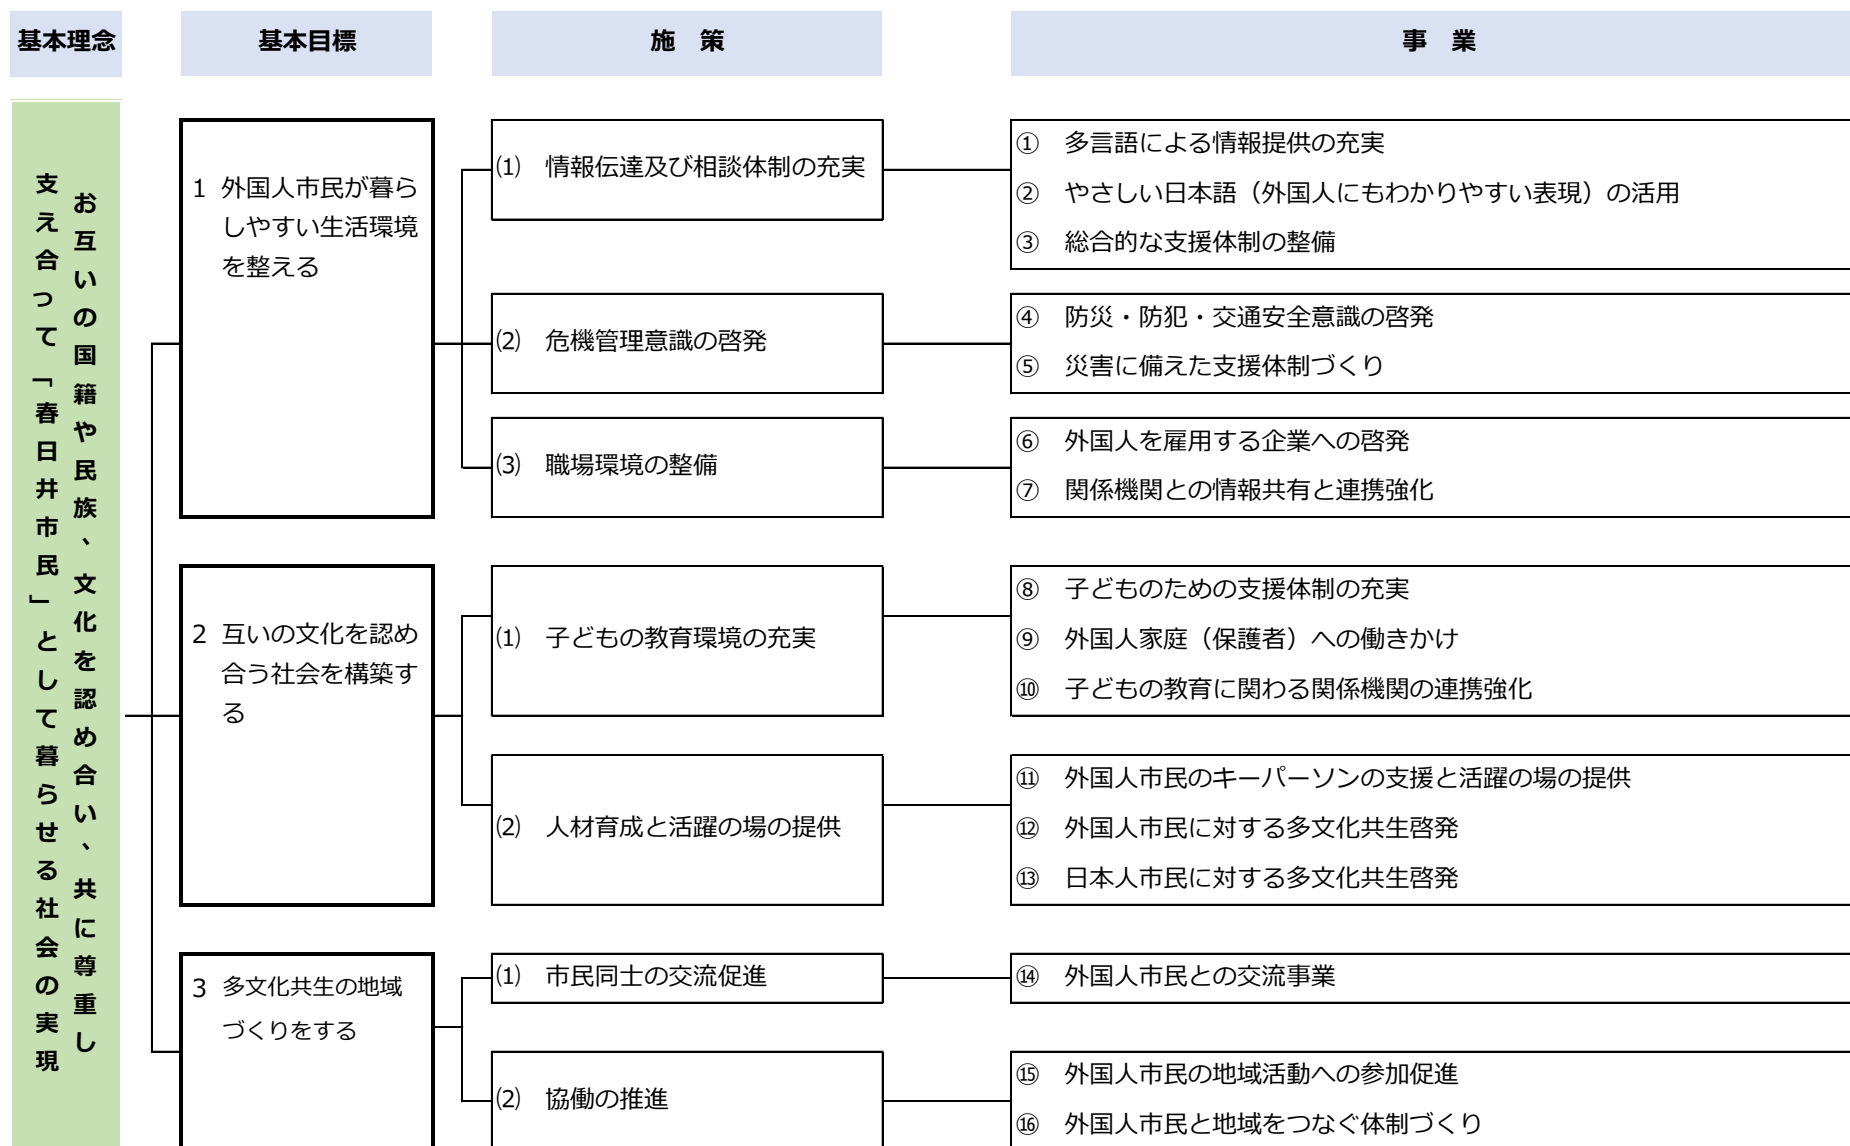 基本理念
基本目標
施　策
事　業
お互いの国籍や民族、文化を認め合い、共に尊重し
支え合って「春日井市民」として暮らせる社会の実現
1 外国人市民が暮ら
しやすい生活環境
を整える
⑴ 情報伝達及び相談体制の充実
① 多言語による情報提供の充実
② やさしい日本語（外国人にもわかりやすい表現）の活用
③ 総合的な支援体制の整備
⑵ 危機管理意識の啓発
④ 防災・防犯・交通安全意識の啓発
⑤ 災害に備えた支援体制づくり
⑶ 職場環境の整備
⑥ 外国人を雇用する企業への啓発
⑦ 関係機関との情報共有と連携強化
2 互いの文化を認め
合う社会を構築す
る
⑴ 子どもの教育環境の充実
⑧ 子どものための支援体制の充実
⑨ 外国人家庭（保護者）への働きかけ
⑩ 子どもの教育に関わる関係機関の連携強化
⑵ 人材育成と活躍の場の提供
⑪ 外国人市民のキーパーソンの支援と活躍の場の提供
⑫ 外国人市民に対する多文化共生啓発
⑬ 日本人市民に対する多文化共生啓発
3 多文化共生の地域
づくりをする
⑴ 市民同士の交流促進
⑭ 外国人市民との交流事業
⑵ 協働の推進
⑮ 外国人市民の地域活動への参加促進
⑯ 外国人市民と地域をつなぐ体制づくり